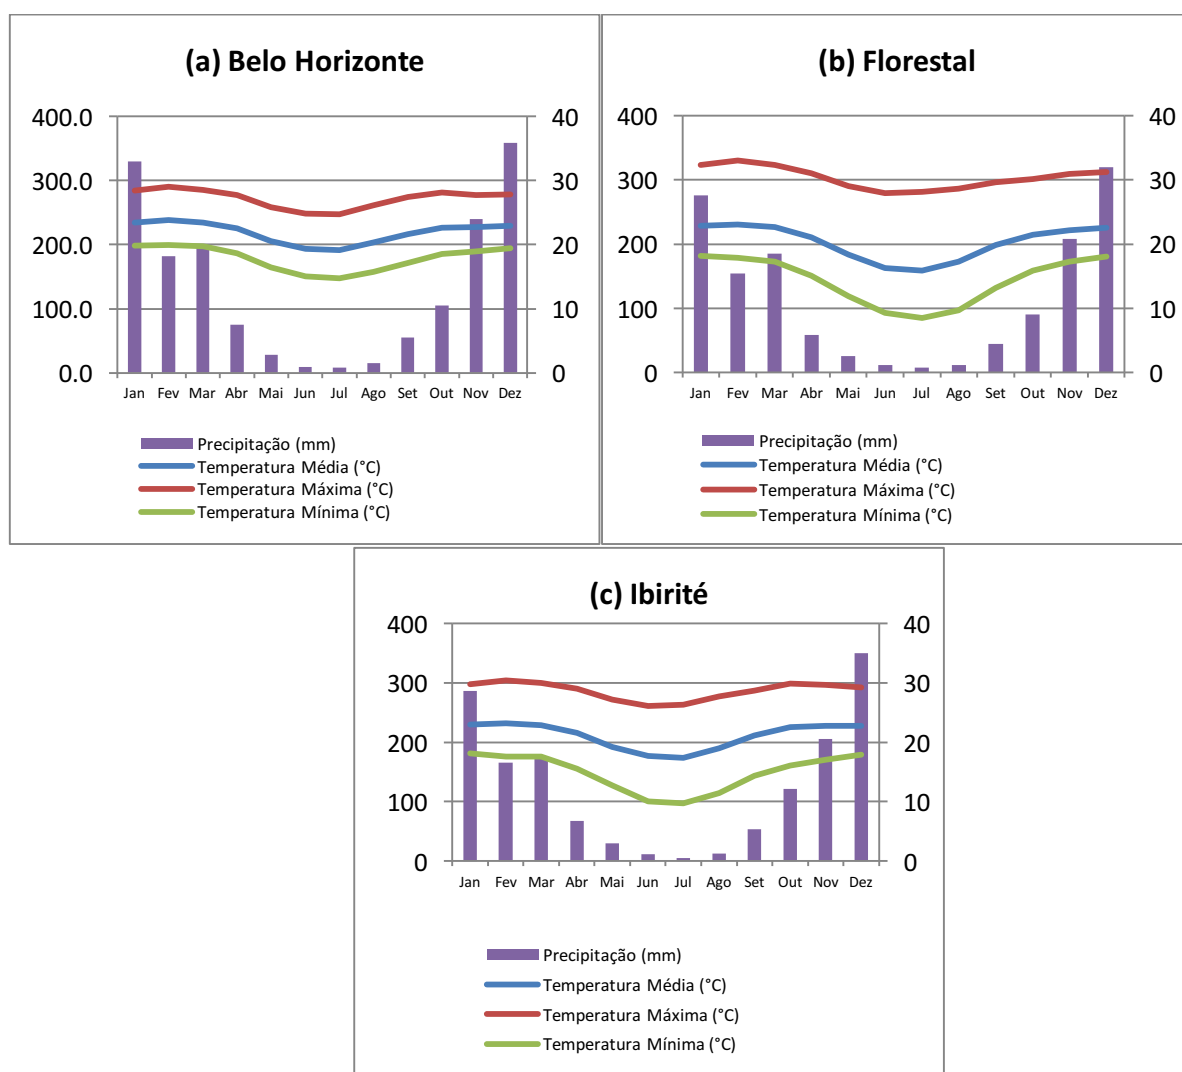 (a) Belo Horizonte
400.0
300.0
200.0
100.0
0.0
40
30
20
10
0
Jan Fev Mar Abr Mai Jun Jul Ago Set Out Nov Dez
Precipitação (mm)
Temperatura Média (°C)
Temperatura Máxima (°C)
Temperatura Mínima (°C)
(b) Florestal
400
300
200
100
0
40
30
20
10
0
Jan Fev Mar Abr Mai Jun Jul Ago Set Out Nov Dez
Precipitação (mm)
Temperatura Média (°C)
Temperatura Máxima (°C)
Temperatura Mínima (°C)
(c) Ibirité
400
300
200
100
0
40
30
20
10
0
Jan Fev Mar Abr Mai Jun Jul Ago Set Out Nov Dez
Precipitação (mm)
Temperatura Média (°C)
Temperatura Máxima (°C)
Temperatura Mínima (°C)